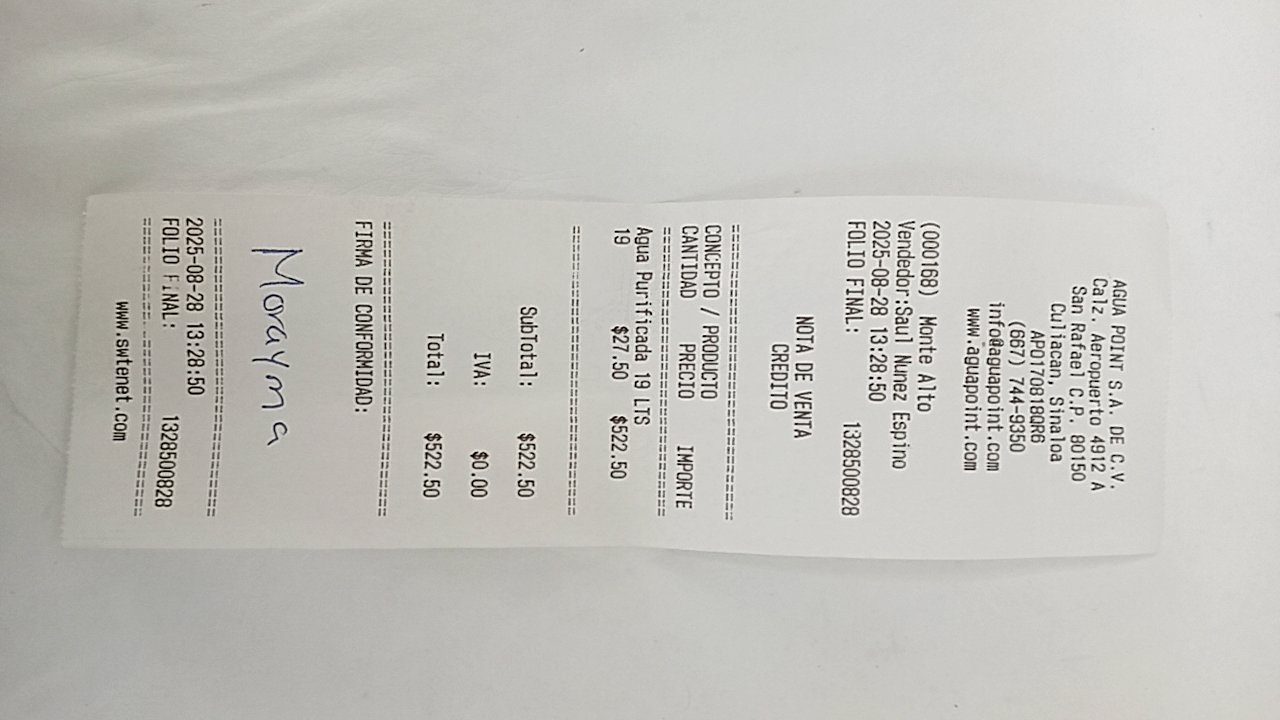 AGUA POINT S.A. DE C.V.
Calz. Aeropuerto 4912 A
San Rafael C.P. 80150
Culiacan, Sinaloa
APO170818QR6
(667) 744-9350
info@aguapoint.com
www.aguapoint.com
(000168) Monte Alto
Vendedor:Saul Nunez Espino
2025-08-28 13:28:50
FOLIO FINAL: 1328500828
NOTA DE VENTA
CREDITO
==============================
CONCEPTO / PRODUCTO
CANTIDAD PRECIO IMPORTE
==============================
Agua Purificada 19 LTS
19 $27.50 $522.50
==============================
SubTotal: $522.50
IVA: $0.00
Total: $522.50
==============================
FIRMA DE CONFORMIDAD:
Morayma
==============================
2025-08-28 13:28:50
FOLIO FINAL: 1328500828
==============================
www.swtenet.com